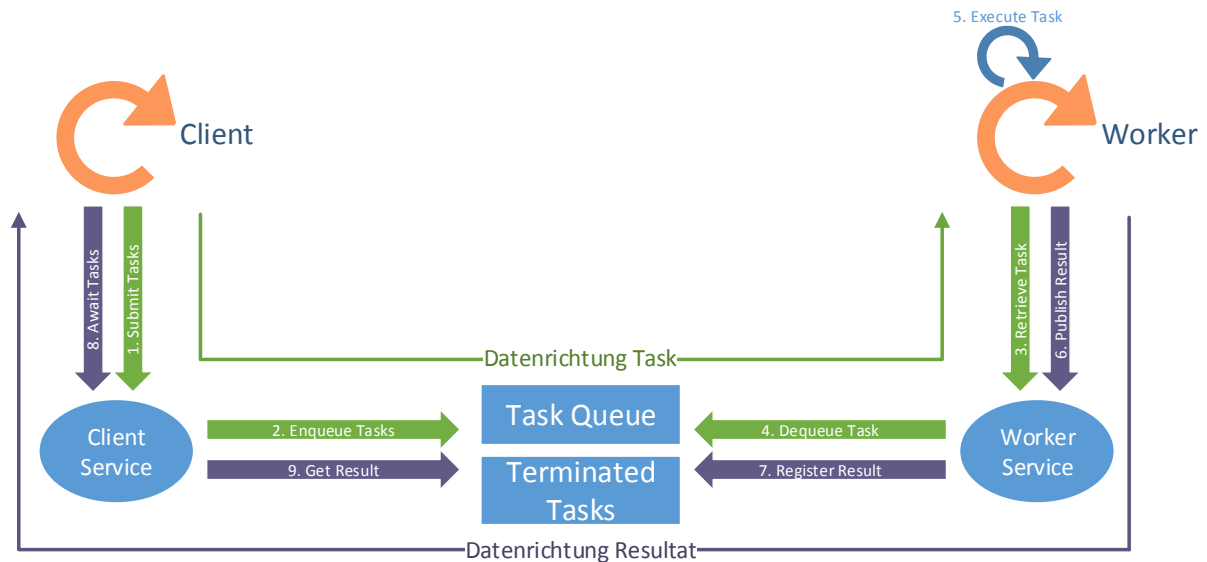 5. Execute Task
Client
Worker
8. Await Tasks
1. Submit Tasks
3. Retrieve Task
6. Publish Result
Datenrichtung Task
Client
Service
2. Enqueue Tasks
Task Queue
4. Dequeue Task
Worker
Service
9. Get Result
Terminated
Tasks
7. Register Result
Datenrichtung Resultat